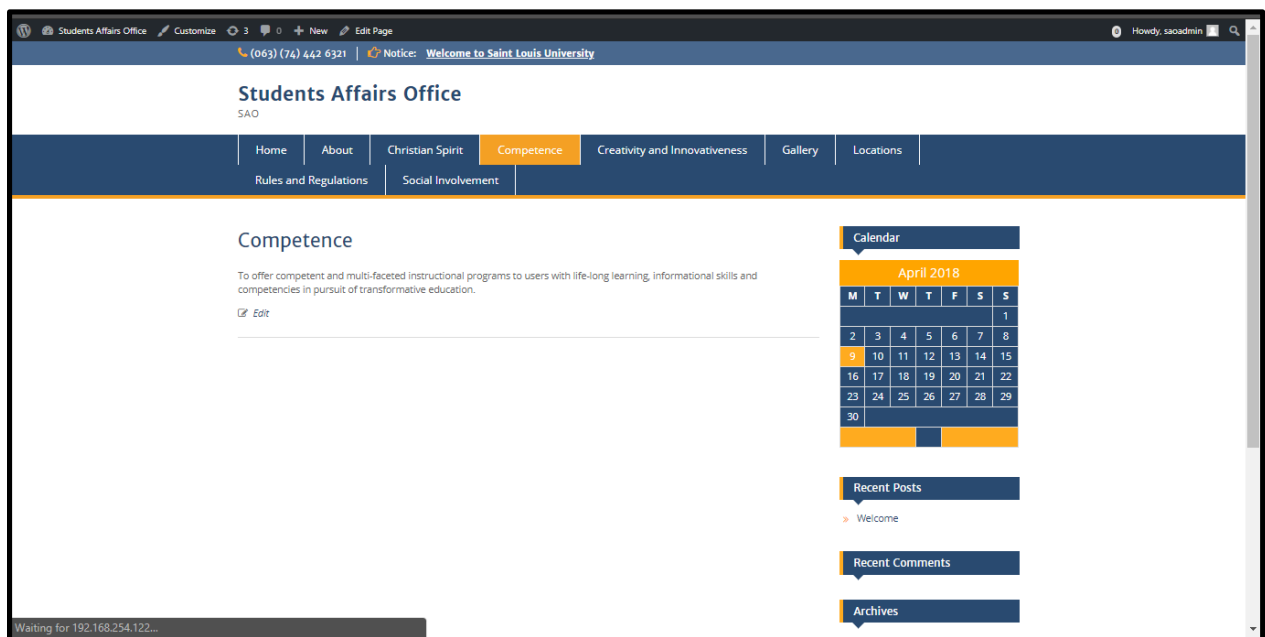 Students Affairs Office Customize 3 0 + New Edit Page 0 Howdy, saoadmin
(063) (74) 442 6321 | Notice: Welcome to Saint Louis University
Students Affairs Office
SAO
Home About Christian Spirit Competence Creativity and Innovativeness Gallery Locations
Rules and Regulations Social Involvement
Competence
To offer competent and multi-faceted instructional programs to users with life-long learning, informational skills and
competencies in pursuit of transformative education.
Edit
Calendar
April 2018
M T W T F S S
1
2 3 4 5 6 7 8
9 10 11 12 13 14 15
16 17 18 19 20 21 22
23 24 25 26 27 28 29
30
Recent Posts
» Welcome
Recent Comments
Archives
Waiting for 192.168.254.122...